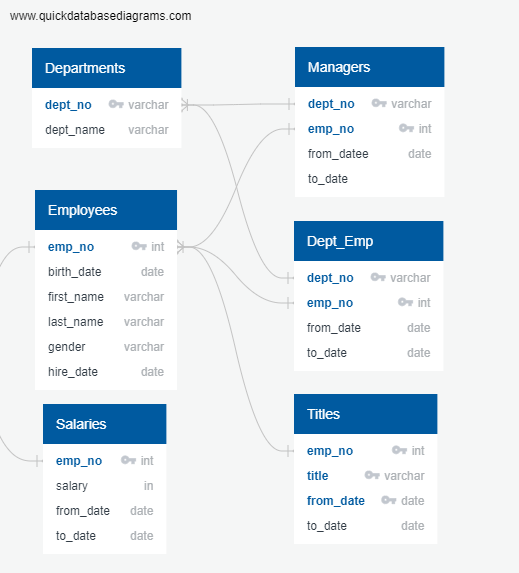 www.quickdatabasediagrams.com
Departments
dept_no varchar
dept_name varchar
Employees
emp_no int
birth_date date
first_name varchar
last_name varchar
gender varchar
hire_date date
Salaries
emp_no int
salary in
from_date date
to_date date
Managers
dept_no varchar
emp_no int
from_datee date
to_date
Dept_Emp
dept_no varchar
emp_no int
from_date date
to_date date
Titles
emp_no int
title varchar
from_date date
to_date date